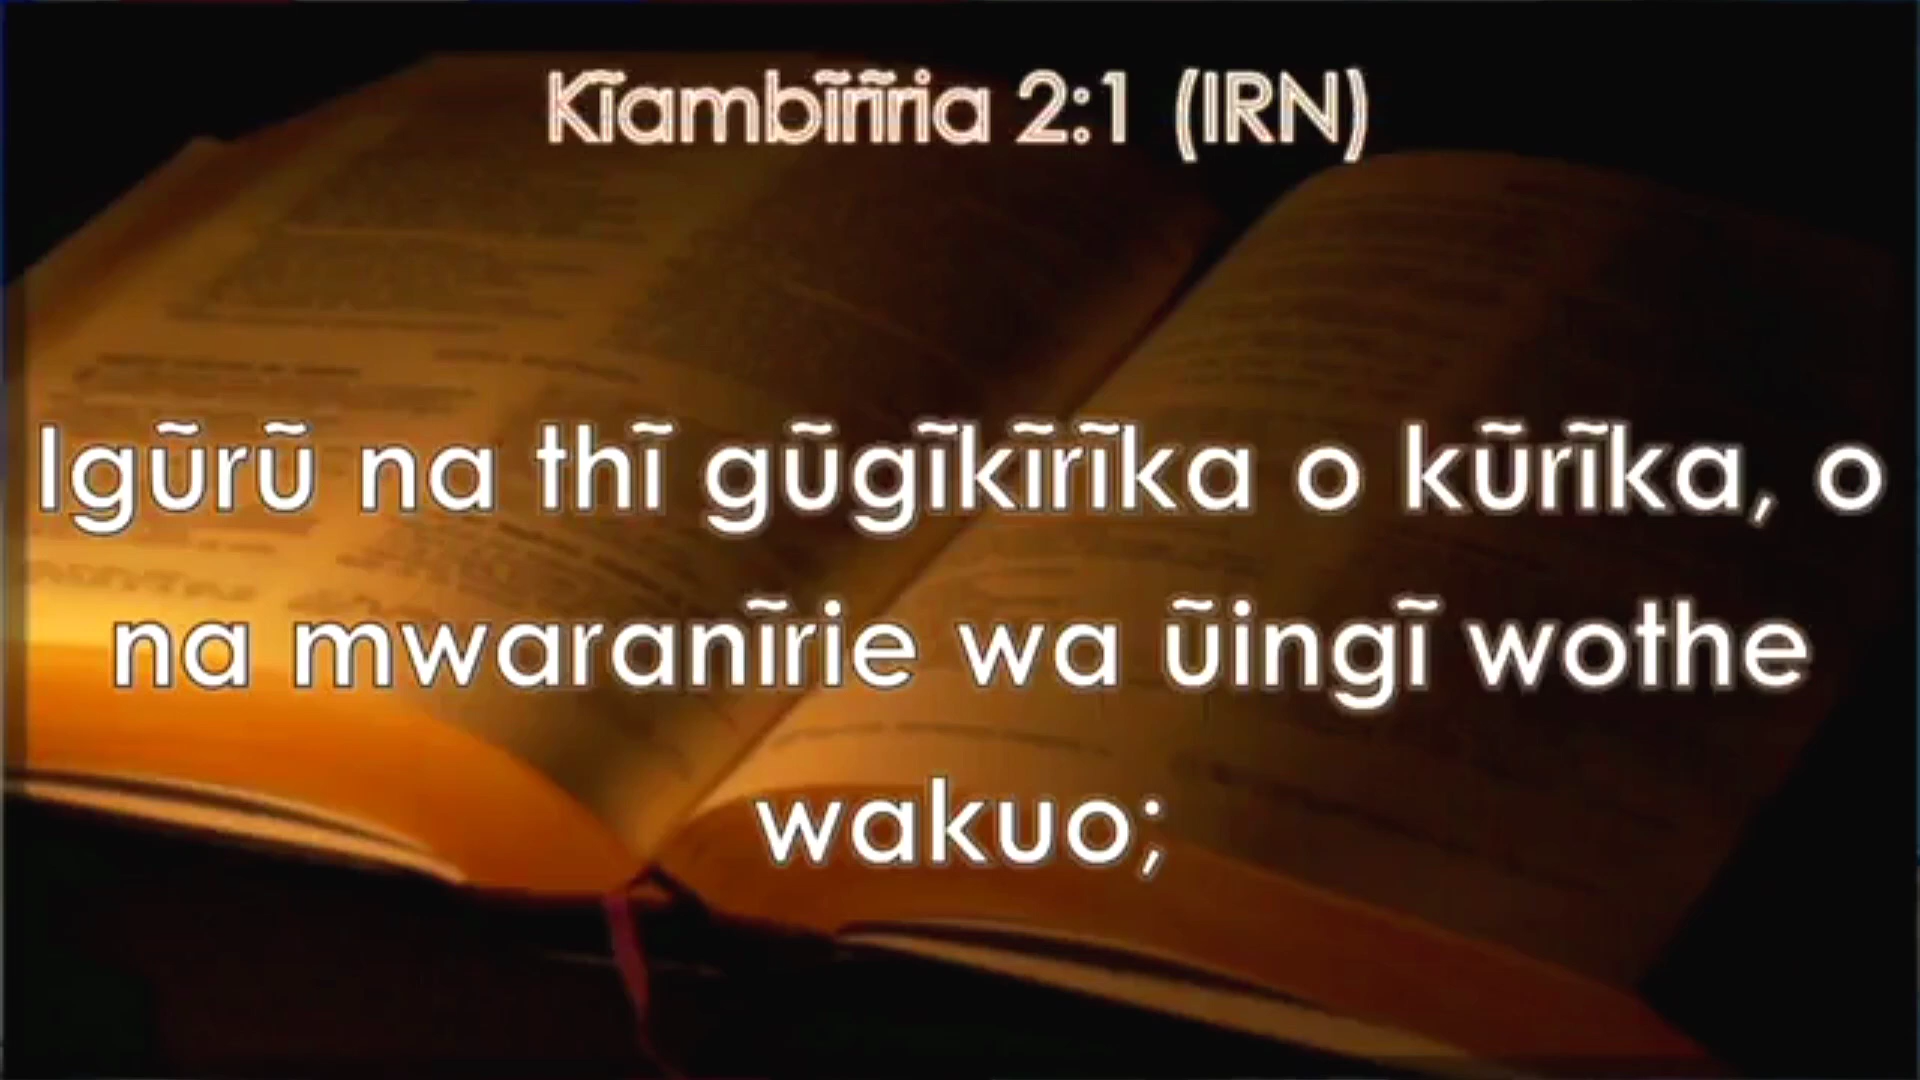 Kĩambĩrĩria 2:1 (IRN)
Igũrũ na thĩ gũgĩkĩrĩka o kũrĩka, o
na mwaranĩrie wa ũingĩ wothe
wakuo;